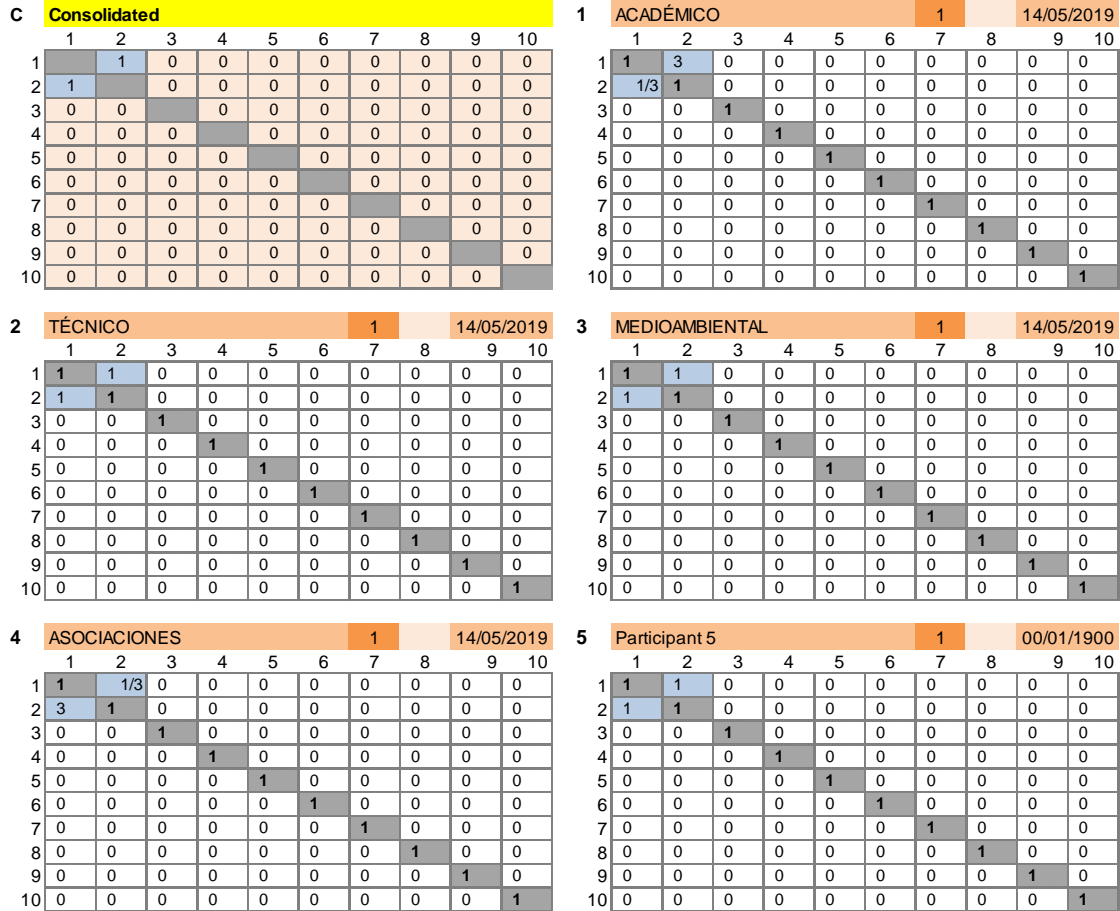 C Consolidated
1 2 3 4 5 6 7 8 9 10
1 1 0 0 0 0 0 0 0 0
2 1 0 0 0 0 0 0 0 0
3 0 0 0 0 0 0 0 0 0
4 0 0 0 0 0 0 0 0 0
5 0 0 0 0 0 0 0 0 0
6 0 0 0 0 0 0 0 0 0
7 0 0 0 0 0 0 0 0 0
8 0 0 0 0 0 0 0 0 0
9 0 0 0 0 0 0 0 0 0
10 0 0 0 0 0 0 0 0 0
1 ACADÉMICO 1 14/05/2019
1 2 3 4 5 6 7 8 9 10
1 1 3 0 0 0 0 0 0 0 0
2 1/3 1 0 0 0 0 0 0 0 0
3 0 0 1 0 0 0 0 0 0 0
4 0 0 0 1 0 0 0 0 0 0
5 0 0 0 0 1 0 0 0 0 0
6 0 0 0 0 0 1 0 0 0 0
7 0 0 0 0 0 0 1 0 0 0
8 0 0 0 0 0 0 0 1 0 0
9 0 0 0 0 0 0 0 0 1 0
10 0 0 0 0 0 0 0 0 0 1
2 TÉCNICO 1 14/05/2019
1 2 3 4 5 6 7 8 9 10
1 1 1 0 0 0 0 0 0 0 0
2 1 1 0 0 0 0 0 0 0 0
3 0 0 1 0 0 0 0 0 0 0
4 0 0 0 1 0 0 0 0 0 0
5 0 0 0 0 1 0 0 0 0 0
6 0 0 0 0 0 1 0 0 0 0
7 0 0 0 0 0 0 1 0 0 0
8 0 0 0 0 0 0 0 1 0 0
9 0 0 0 0 0 0 0 0 1 0
10 0 0 0 0 0 0 0 0 0 1
3 MEDIOAMBIENTAL 1 14/05/2019
1 2 3 4 5 6 7 8 9 10
1 1 1 0 0 0 0 0 0 0 0
2 1 1 0 0 0 0 0 0 0 0
3 0 0 1 0 0 0 0 0 0 0
4 0 0 0 1 0 0 0 0 0 0
5 0 0 0 0 1 0 0 0 0 0
6 0 0 0 0 0 1 0 0 0 0
7 0 0 0 0 0 0 1 0 0 0
8 0 0 0 0 0 0 0 1 0 0
9 0 0 0 0 0 0 0 0 1 0
10 0 0 0 0 0 0 0 0 0 1
4 ASOCIACIONES 1 14/05/2019
1 2 3 4 5 6 7 8 9 10
1 1 1/3 0 0 0 0 0 0 0 0
2 3 1 0 0 0 0 0 0 0 0
3 0 0 1 0 0 0 0 0 0 0
4 0 0 0 1 0 0 0 0 0 0
5 0 0 0 0 1 0 0 0 0 0
6 0 0 0 0 0 1 0 0 0 0
7 0 0 0 0 0 0 1 0 0 0
8 0 0 0 0 0 0 0 1 0 0
9 0 0 0 0 0 0 0 0 1 0
10 0 0 0 0 0 0 0 0 0 1
5 Participant 5 1 00/01/1900
1 2 3 4 5 6 7 8 9 10
1 1 1 0 0 0 0 0 0 0 0
2 1 1 0 0 0 0 0 0 0 0
3 0 0 1 0 0 0 0 0 0 0
4 0 0 0 1 0 0 0 0 0 0
5 0 0 0 0 1 0 0 0 0 0
6 0 0 0 0 0 1 0 0 0 0
7 0 0 0 0 0 0 1 0 0 0
8 0 0 0 0 0 0 0 1 0 0
9 0 0 0 0 0 0 0 0 1 0
10 0 0 0 0 0 0 0 0 0 1